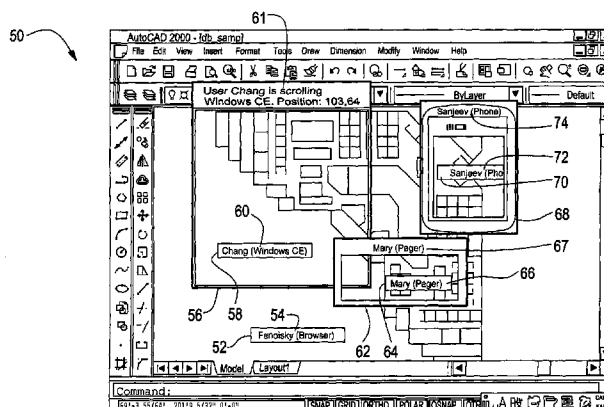 50
61
AutoCAD 2000 - [db_samp]
File Edit View Insert Format Tools Draw Dimension Modify Window Help
User Chang is scrolling
Windows CE. Position: 103,64
ByLayer
Default
Sanjeev (Phone)
74
72
Sanjeev (Pho
70
68
60
Chang (Windows CE)
Mary (Pager)
67
66
Mary (Pager)
56
58
54
62
64
52
Fenoisky (Browser)
Model Layout1
Command:
SNAP GRID ORTHO POLAR OSNAP